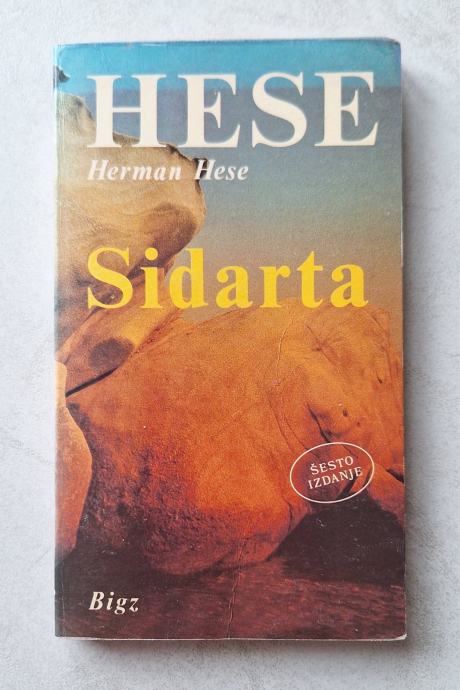 HESE
Herman Hese
Sidarta
ŠESTO
IZDANJE
Bigz